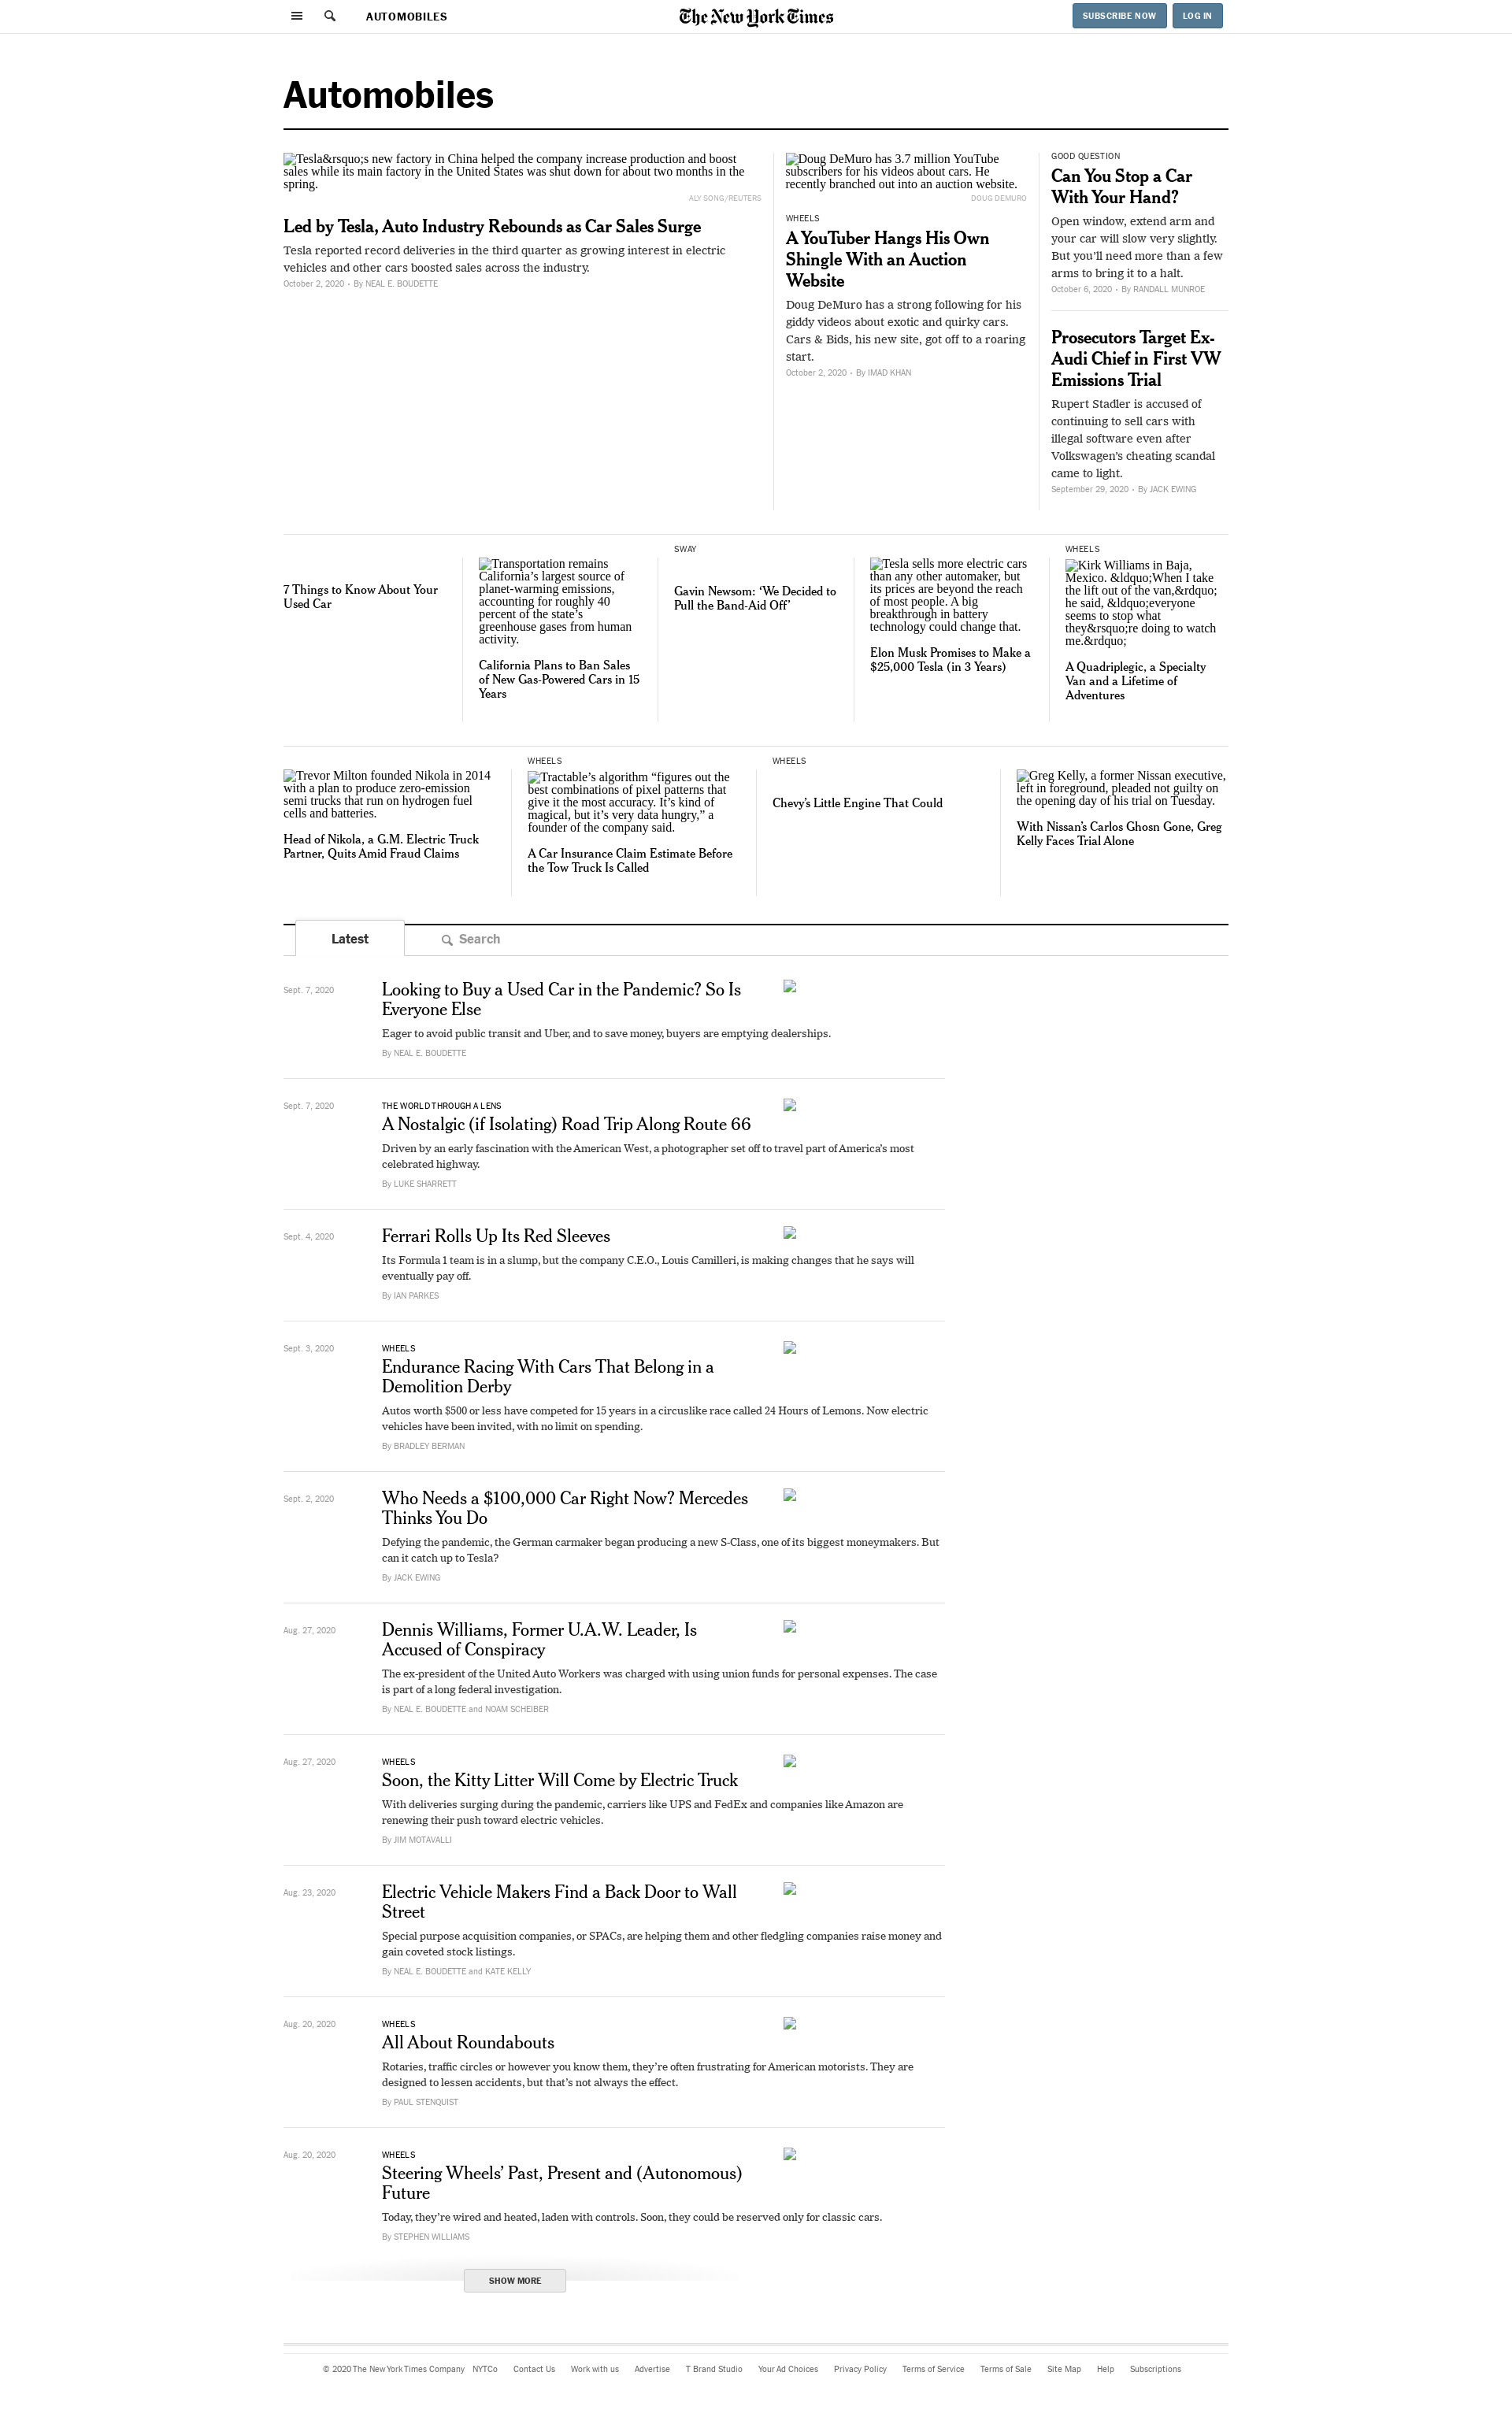 AUTOMOBILES
The New York Times
SUBSCRIBE NOW
LOG IN
Automobiles
Tesla&rsquo;s new factory in China helped the company increase production and boost
sales while its main factory in the United States was shut down for about two months in the
spring.
ALY SONG/REUTERS
Led by Tesla, Auto Industry Rebounds as Car Sales Surge
Tesla reported record deliveries in the third quarter as growing interest in electric
vehicles and other cars boosted sales across the industry.
October 2, 2020 • By NEAL E. BOUDETTE
Doug DeMuro has 3.7 million YouTube
subscribers for his videos about cars. He
recently branched out into an auction website.
DOUG DEMURO
WHEELS
A YouTuber Hangs His Own
Shingle With an Auction
Website
Doug DeMuro has a strong following for his
giddy videos about exotic and quirky cars.
Cars & Bids, his new site, got off to a roaring
start.
October 2, 2020 • By IMAD KHAN
GOOD QUESTION
Can You Stop a Car
With Your Hand?
Open window, extend arm and
your car will slow very slightly.
But you’ll need more than a few
arms to bring it to a halt.
October 6, 2020 • By RANDALL MUNROE
Prosecutors Target Ex-
Audi Chief in First VW
Emissions Trial
Rupert Stadler is accused of
continuing to sell cars with
illegal software even after
Volkswagen’s cheating scandal
came to light.
September 29, 2020 • By JACK EWING
7 Things to Know About Your
Used Car
Transportation remains
California’s largest source of
planet-warming emissions,
accounting for roughly 40
percent of the state’s
greenhouse gases from human
activity.
California Plans to Ban Sales
of New Gas-Powered Cars in 15
Years
SWAY
Gavin Newsom: ‘We Decided to
Pull the Band-Aid Off’
Tesla sells more electric cars
than any other automaker, but
its prices are beyond the reach
of most people. A big
breakthrough in battery
technology could change that.
Elon Musk Promises to Make a
$25,000 Tesla (in 3 Years)
WHEELS
Kirk Williams in Baja,
Mexico. &ldquo;When I take
the lift out of the van,&rdquo;
he said, &ldquo;everyone
seems to stop what
they&rsquo;re doing to watch
me.&rdquo;
A Quadriplegic, a Specialty
Van and a Lifetime of
Adventures
Trevor Milton founded Nikola in 2014
with a plan to produce zero-emission
semi trucks that run on hydrogen fuel
cells and batteries.
Head of Nikola, a G.M. Electric Truck
Partner, Quits Amid Fraud Claims
WHEELS
Tractable’s algorithm “figures out the
best combinations of pixel patterns that
give it the most accuracy. It’s kind of
magical, but it’s very data hungry,” a
founder of the company said.
A Car Insurance Claim Estimate Before
the Tow Truck Is Called
WHEELS
Chevy’s Little Engine That Could
Greg Kelly, a former Nissan executive,
left in foreground, pleaded not guilty on
the opening day of his trial on Tuesday.
With Nissan’s Carlos Ghosn Gone, Greg
Kelly Faces Trial Alone
Latest
Search
Sept. 7, 2020
Looking to Buy a Used Car in the Pandemic? So Is
Everyone Else
Eager to avoid public transit and Uber, and to save money, buyers are emptying dealerships.
By NEAL E. BOUDETTE
Sept. 7, 2020
THE WORLD THROUGH A LENS
A Nostalgic (if Isolating) Road Trip Along Route 66
Driven by an early fascination with the American West, a photographer set off to travel part of America’s most
celebrated highway.
By LUKE SHARRETT
Sept. 4, 2020
Ferrari Rolls Up Its Red Sleeves
Its Formula 1 team is in a slump, but the company C.E.O., Louis Camilleri, is making changes that he says will
eventually pay off.
By IAN PARKES
Sept. 3, 2020
WHEELS
Endurance Racing With Cars That Belong in a
Demolition Derby
Autos worth $500 or less have competed for 15 years in a circuslike race called 24 Hours of Lemons. Now electric
vehicles have been invited, with no limit on spending.
By BRADLEY BERMAN
Sept. 2, 2020
Who Needs a $100,000 Car Right Now? Mercedes
Thinks You Do
Defying the pandemic, the German carmaker began producing a new S-Class, one of its biggest moneymakers. But
can it catch up to Tesla?
By JACK EWING
Aug. 27, 2020
Dennis Williams, Former U.A.W. Leader, Is
Accused of Conspiracy
The ex-president of the United Auto Workers was charged with using union funds for personal expenses. The case
is part of a long federal investigation.
By NEAL E. BOUDETTE and NOAM SCHEIBER
Aug. 27, 2020
WHEELS
Soon, the Kitty Litter Will Come by Electric Truck
With deliveries surging during the pandemic, carriers like UPS and FedEx and companies like Amazon are
renewing their push toward electric vehicles.
By JIM MOTAVALLI
Aug. 23, 2020
Electric Vehicle Makers Find a Back Door to Wall
Street
Special purpose acquisition companies, or SPACs, are helping them and other fledgling companies raise money and
gain coveted stock listings.
By NEAL E. BOUDETTE and KATE KELLY
Aug. 20, 2020
WHEELS
All About Roundabouts
Rotaries, traffic circles or however you know them, they’re often frustrating for American motorists. They are
designed to lessen accidents, but that’s not always the effect.
By PAUL STENQUIST
Aug. 20, 2020
WHEELS
Steering Wheels’ Past, Present and (Autonomous)
Future
Today, they’re wired and heated, laden with controls. Soon, they could be reserved only for classic cars.
By STEPHEN WILLIAMS
SHOW MORE
© 2020 The New York Times Company NYTCo Contact Us Work with us Advertise T Brand Studio Your Ad Choices Privacy Policy Terms of Service Terms of Sale Site Map Help Subscriptions